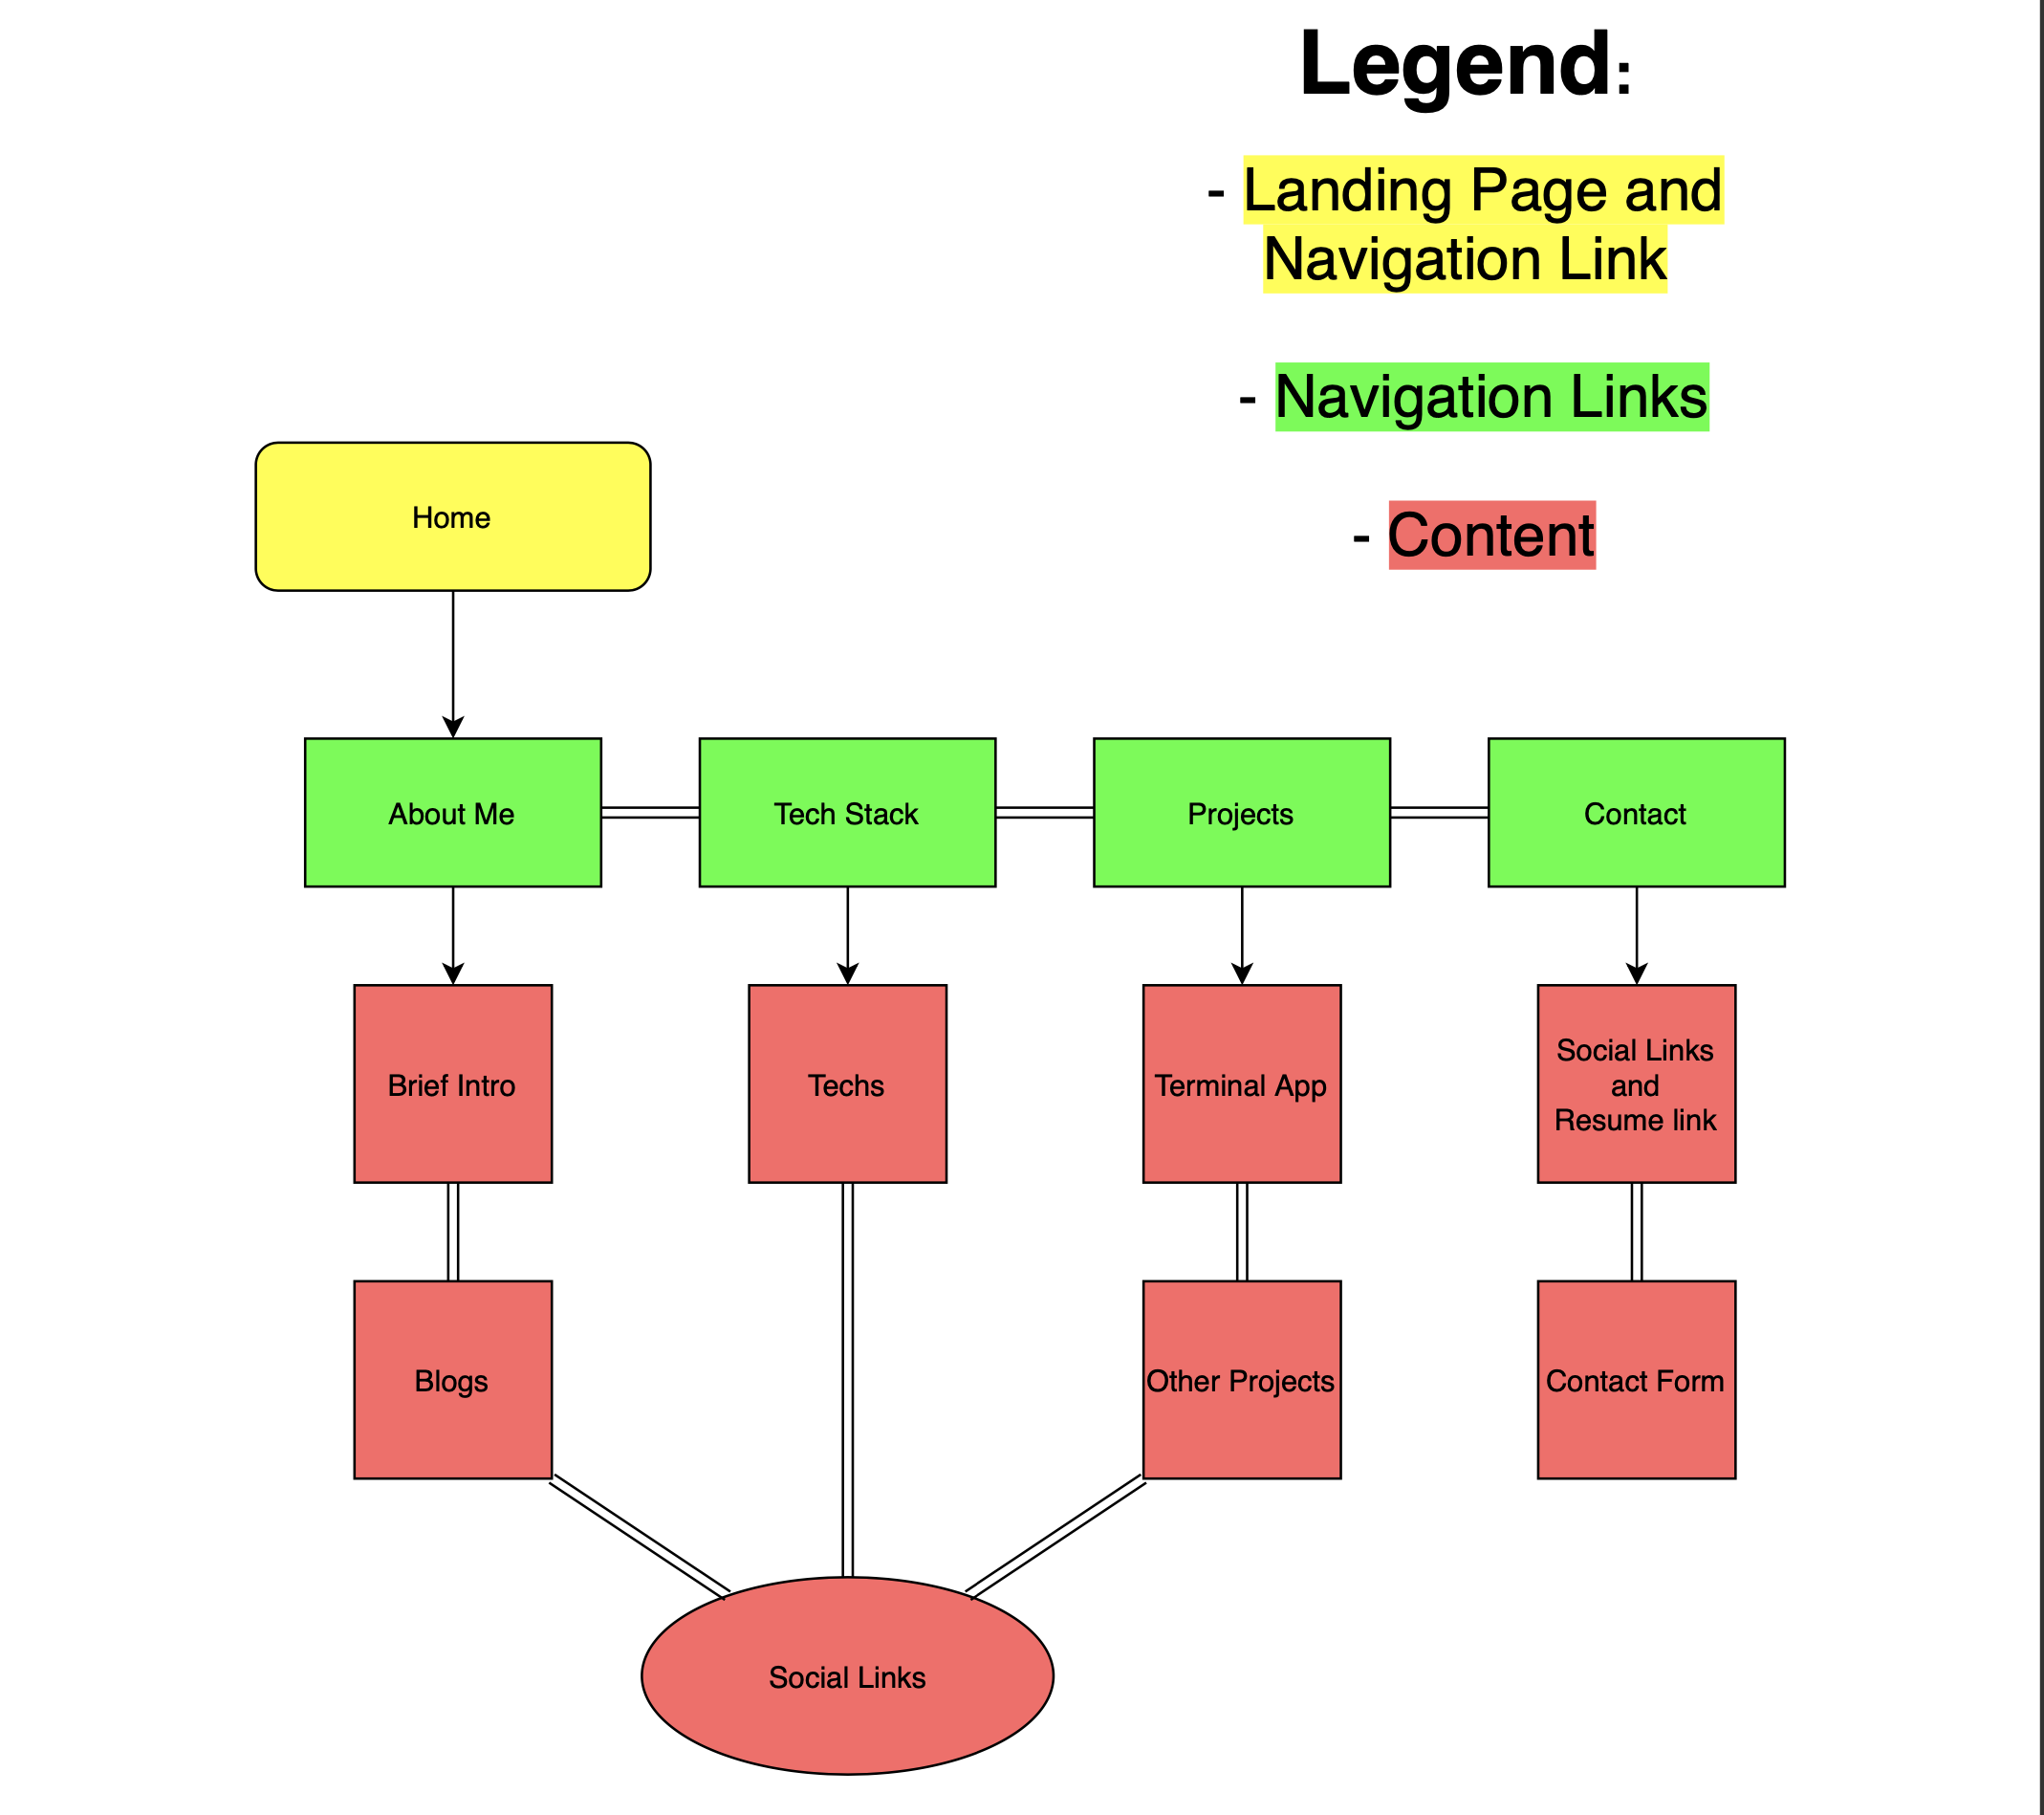 Legend:
- Landing Page and
Navigation Link
- Navigation Links
- Content
Home
About Me
Tech Stack
Projects
Contact
Brief Intro
Techs
Terminal App
Social Links
and
Resume link
Blogs
Other Projects
Contact Form
Social Links